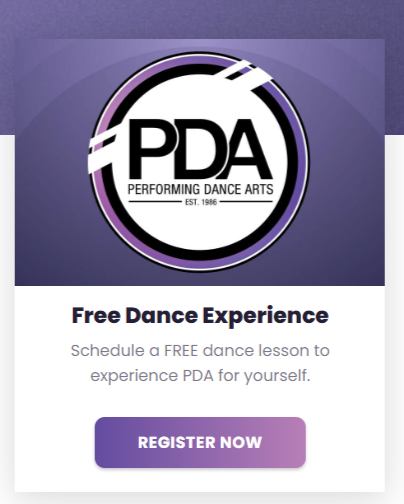 PDA
PERFORMING DANCE ARTS
EST. 1986
Free Dance Experience
Schedule a FREE dance lesson to
experience PDA for yourself.
REGISTER NOW